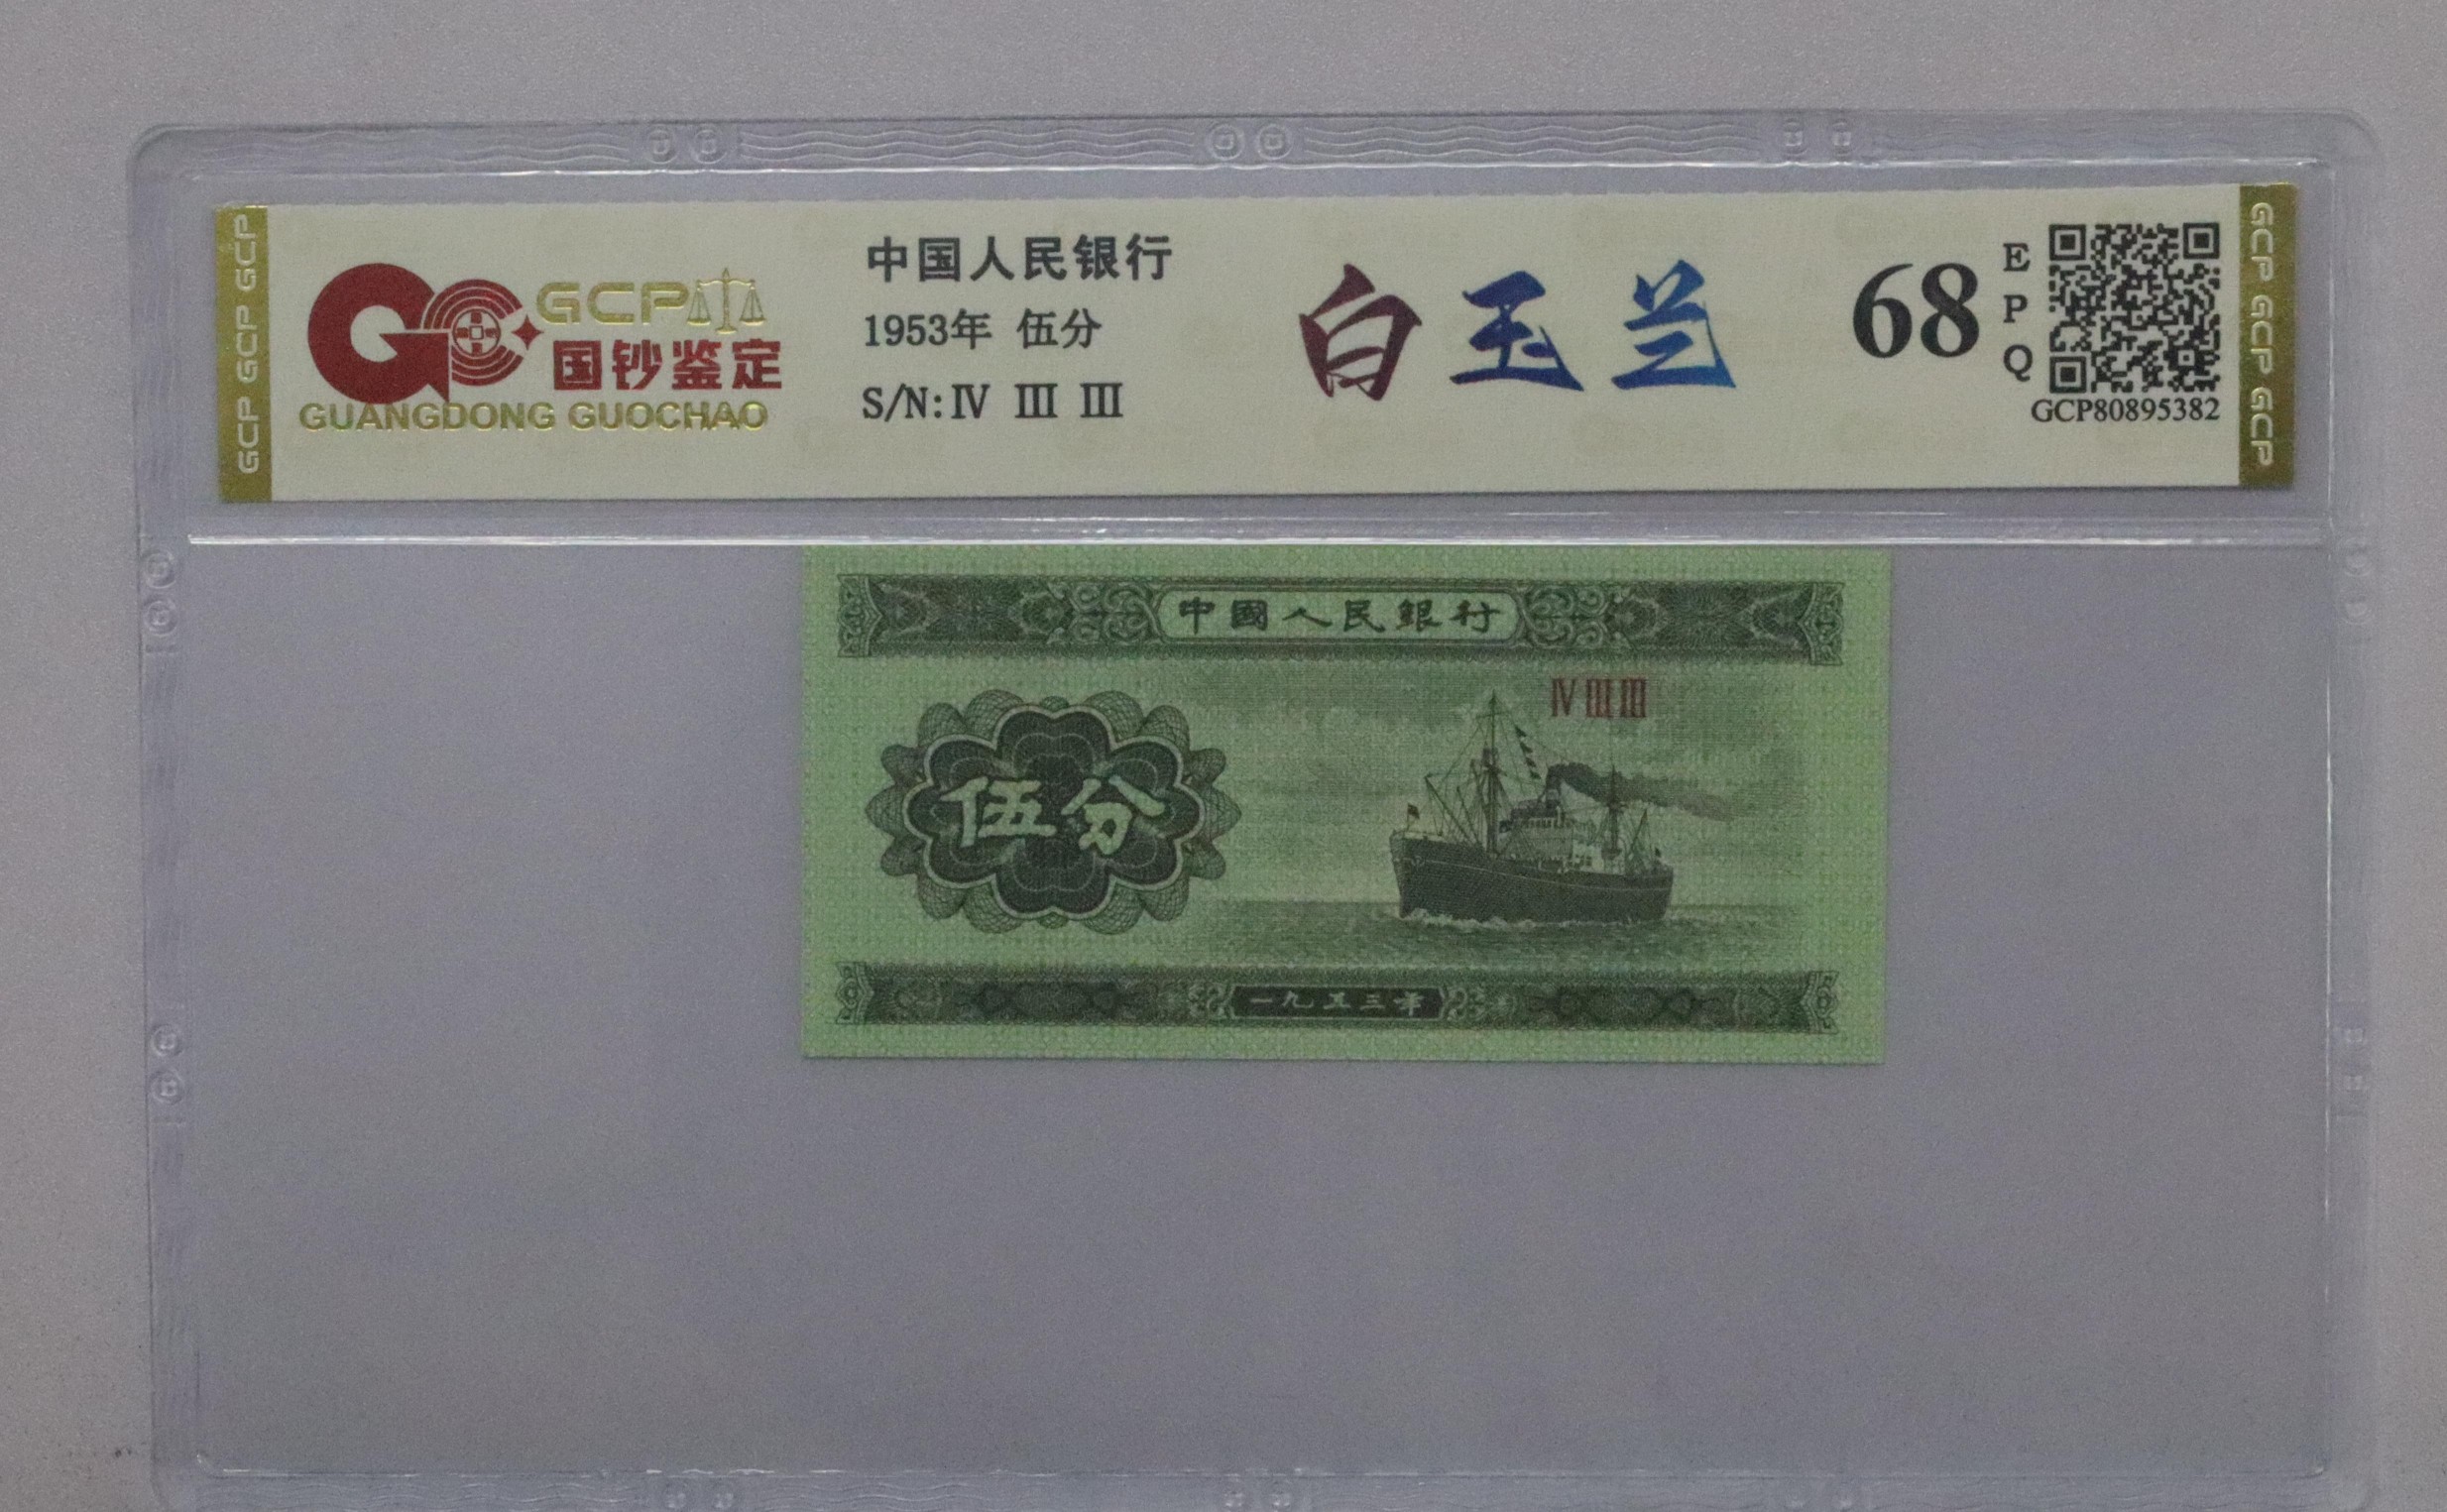 GCP GCP GCP
GCP
国钞鉴定
GUANGDONG GUOCHAO
中国人民银行
1953年 伍分
S/N:Ⅳ Ⅲ Ⅲ
白玉兰
68
E
P
Q
GCP80895382
GCP GCP GCP
中國人民銀行
Ⅳ Ⅲ Ⅲ
伍分
一九五三年